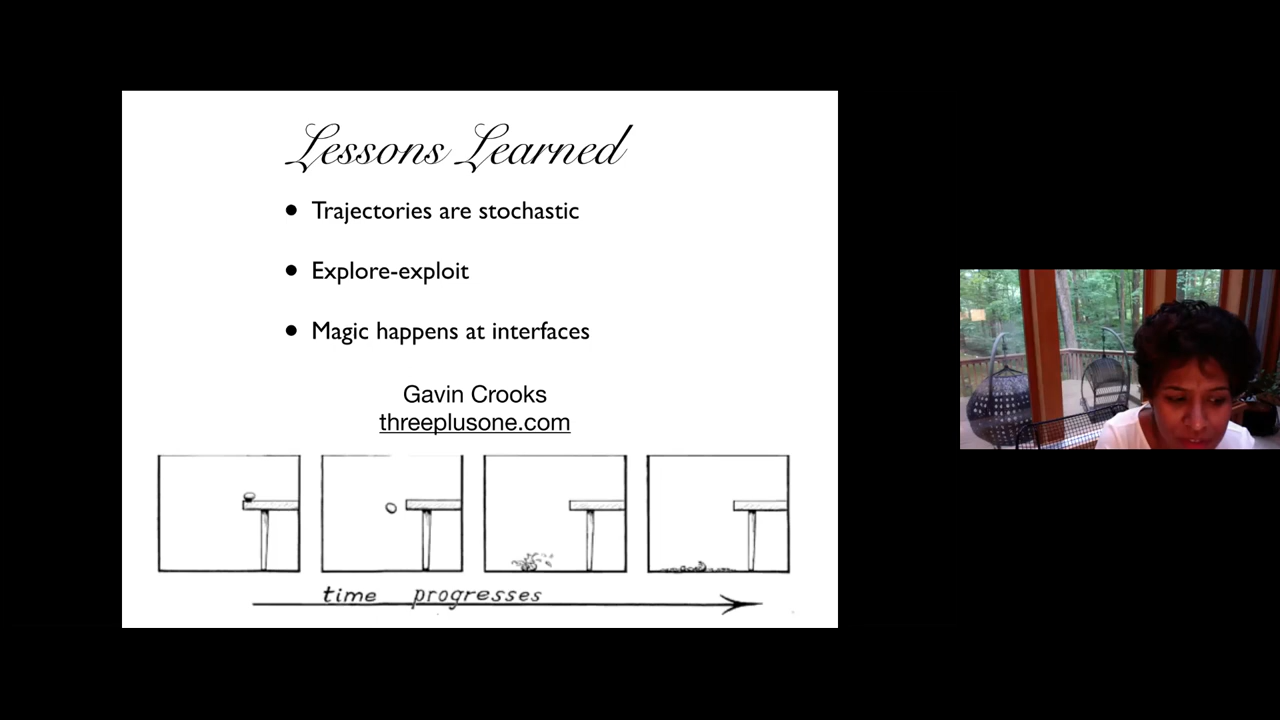 Lessons Learned
Trajectories are stochastic
Explore-exploit
Magic happens at interfaces
Gavin Crooks
threeplusone.com
time progresses